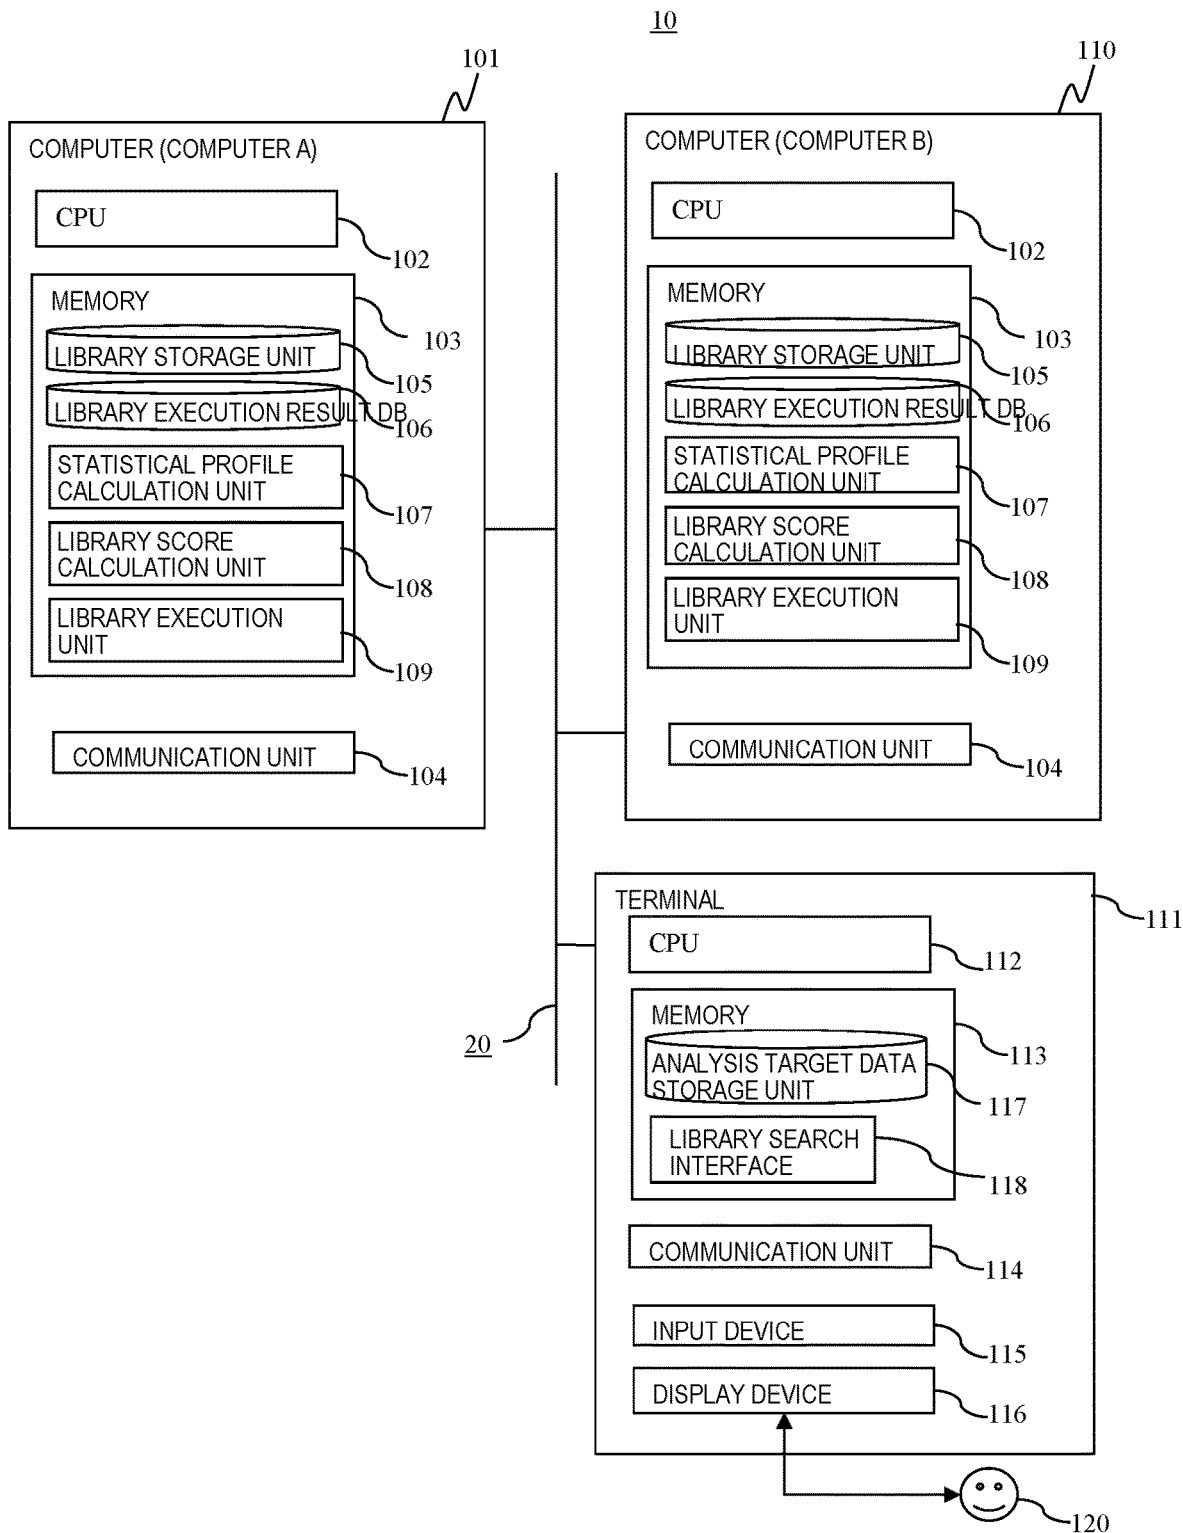 10
101
COMPUTER (COMPUTER A)
CPU
102
MEMORY
103
LIBRARY STORAGE UNIT
105
LIBRARY EXECUTION RESULT DB
106
STATISTICAL PROFILE
CALCULATION UNIT
107
LIBRARY SCORE
CALCULATION UNIT
108
LIBRARY EXECUTION
UNIT
109
COMMUNICATION UNIT
104
110
COMPUTER (COMPUTER B)
CPU
102
MEMORY
103
LIBRARY STORAGE UNIT
105
LIBRARY EXECUTION RESULT DB
106
STATISTICAL PROFILE
CALCULATION UNIT
107
LIBRARY SCORE
CALCULATION UNIT
108
LIBRARY EXECUTION
UNIT
109
COMMUNICATION UNIT
104
20
TERMINAL
111
CPU
112
MEMORY
113
ANALYSIS TARGET DATA
STORAGE UNIT
117
LIBRARY SEARCH
INTERFACE
118
COMMUNICATION UNIT
114
INPUT DEVICE
115
DISPLAY DEVICE
116
120